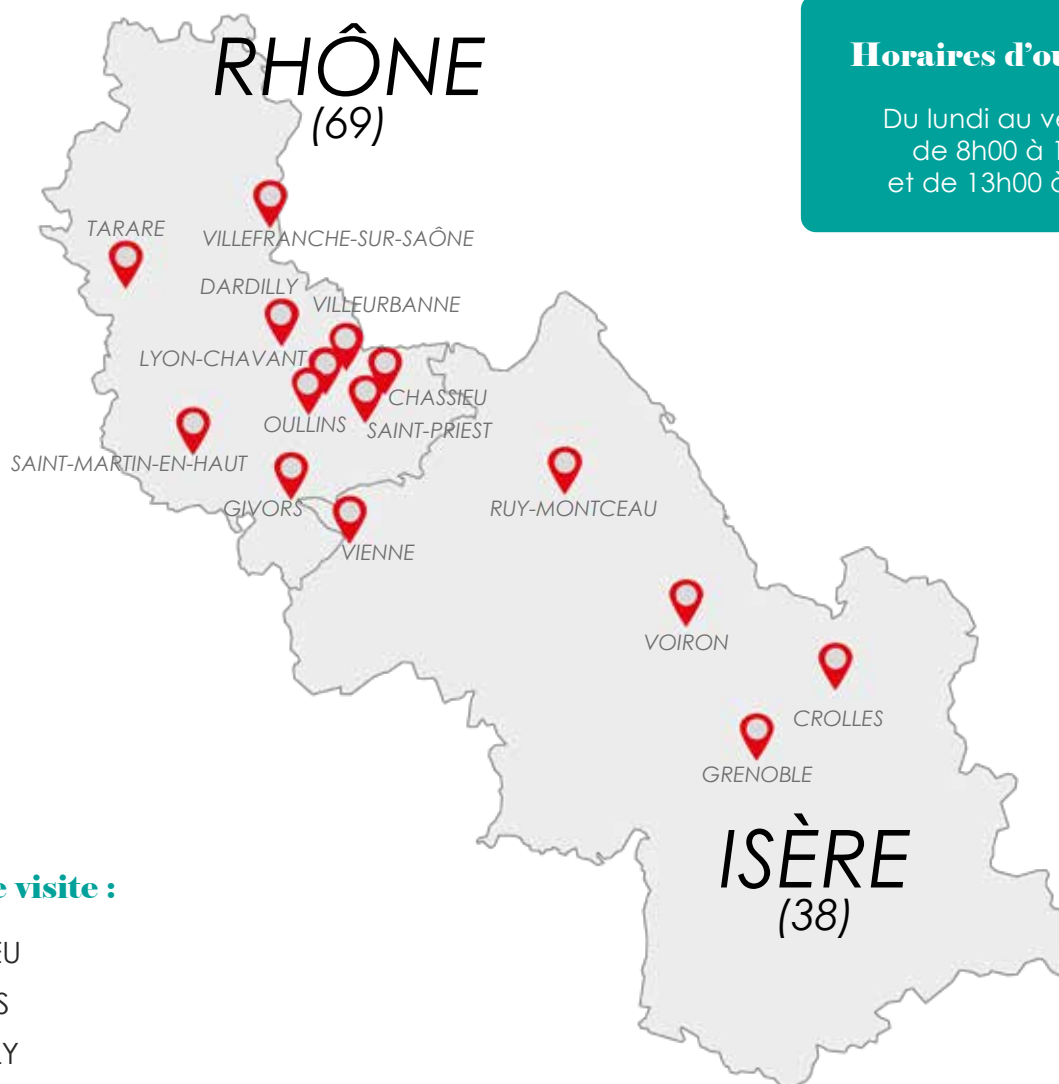 RHÔNE
(69)
Horaires d'ou
Du lundi au ve
de 8h00 à 1
et de 13h00 à
TARARE
VILLEFRANCHE-SUR-SAÔNE
DARDILLY
VILLEURBANNE
LYON-CHAVANT
CHASSIEU
OULLINS
SAINT-PRIEST
SAINT-MARTIN-EN-HAUT
GIVORS
RUY-MONTCEAU
VIENNE
VOIRON
CROLLES
GRENOBLE
ISÈRE
(38)
e visite :
EU
S
LY